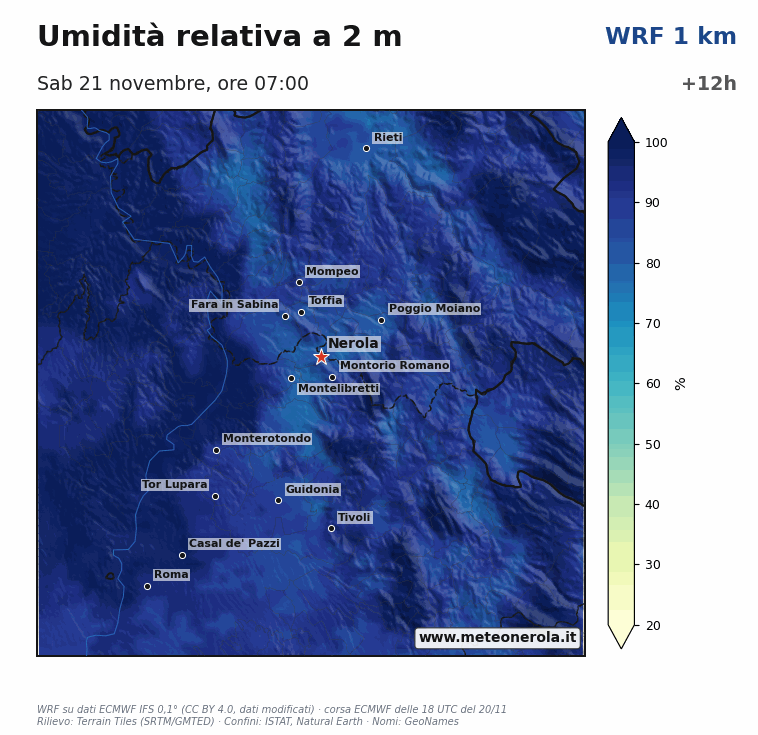 Umidità relativa a 2 m
WRF 1 km
Sab 21 novembre, ore 07:00
+12h
Rieti
Mompeo
Toffia
Fara in Sabina
Poggio Moiano
Nerola
Montorio Romano
Montelibretti
Monterotondo
Tor Lupara
Guidonia
Tivoli
Casal de' Pazzi
Roma
www.meteonerola.it
100
90
80
70
60
50
40
30
20
%
WRF su dati ECMWF IFS 0,1° (CC BY 4.0, dati modificati) · corsa ECMWF delle 18 UTC del 20/11
Rilievo: Terrain Tiles (SRTM/GMTED) · Confini: ISTAT, Natural Earth · Nomi: GeoNames